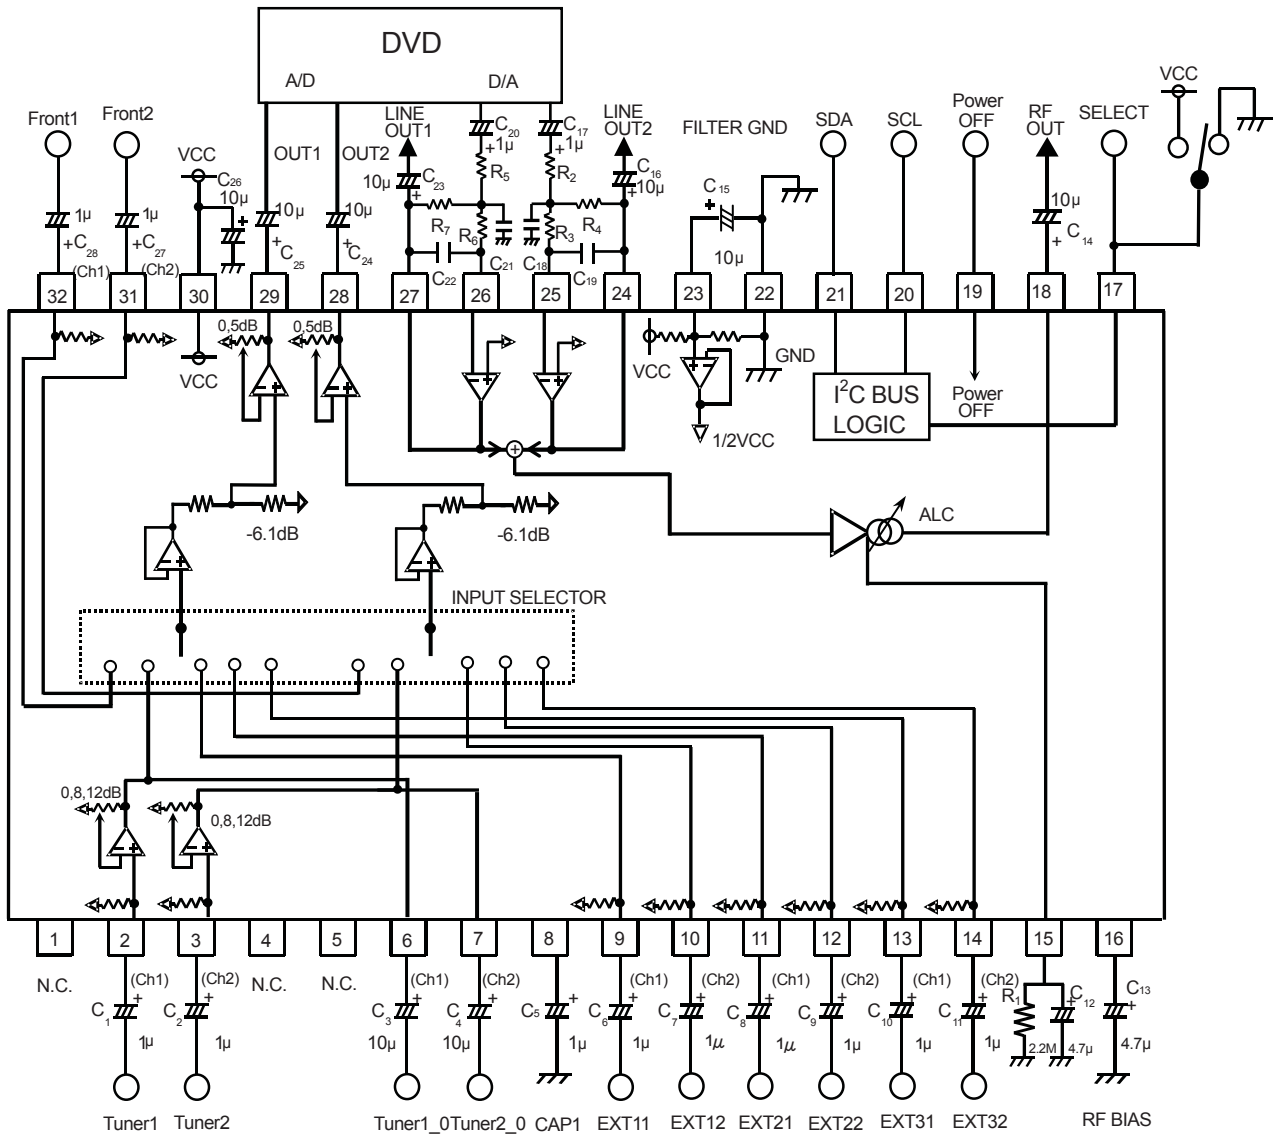 DVD
A/D D/A
Front1 Front2 LINE OUT1 C20 1μ + C17 1μ + LINE OUT2 FILTER GND SDA SCL Power OFF RF OUT SELECT VCC
VCC OUT1 OUT2
C26 10μ + 10μ C23 + R5 R2 C16 10μ + C15 + 10μ
1μ 1μ 10μ 10μ 10μ
+C28 +C27 +C25 +C24 R7 R6 R3 R4 + C14
(Ch1) (Ch2) C22 C21 C18 C19
32 31 30 29 28 27 26 25 24 23 22 21 20 19 18 17
0,5dB 0,5dB
VCC VCC GND
- + - + - + - + + -
I2C BUS LOGIC
Power OFF
1/2VCC
+
-6.1dB -6.1dB
ALC
- + - +
INPUT SELECTOR
0,8,12dB
0,8,12dB
- + - +
1 2 3 4 5 6 7 8 9 10 11 12 13 14 15 16
N.C. (Ch1) (Ch2) N.C. N.C. (Ch1) (Ch2) (Ch1) (Ch2) (Ch1) (Ch2) (Ch1) (Ch2)
C1 + C2 + C3 + C4 + C5 + C6 + C7 + C8 + C9 + C10 + C11 + R1 + C12 C13 +
1μ 1μ 10μ 10μ 1μ 1μ 1μ 1μ 1μ 1μ 1μ 2.2M 4.7μ 4.7μ
Tuner1 Tuner2 Tuner1_0 Tuner2_0 CAP1 EXT11 EXT12 EXT21 EXT22 EXT31 EXT32 RF BIAS